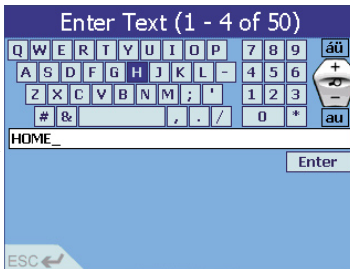 Enter Text (1 - 4 of 50)
Q W E R T Y U I O P 7 8 9 áü
A S D F G H J K L - 4 5 6 +
Z X C V B N M ; ' 1 2 3 -
# & , . / 0 * au
HOME_
Enter
ESC